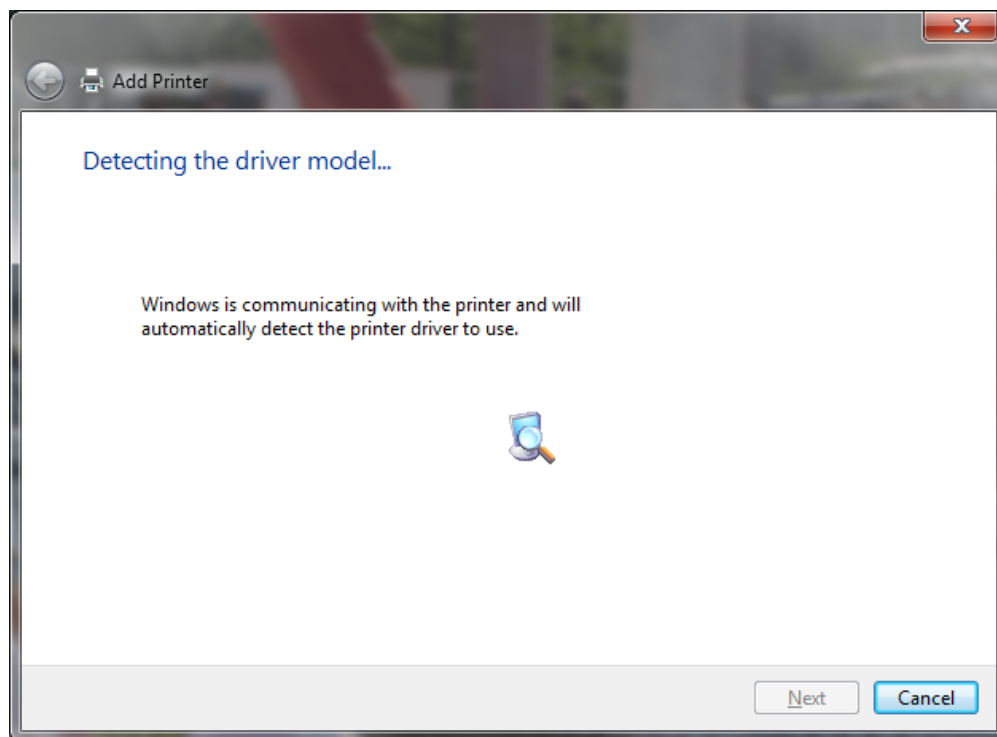 Add Printer
Detecting the driver model...
Windows is communicating with the printer and will
automatically detect the printer driver to use.
Next
Cancel